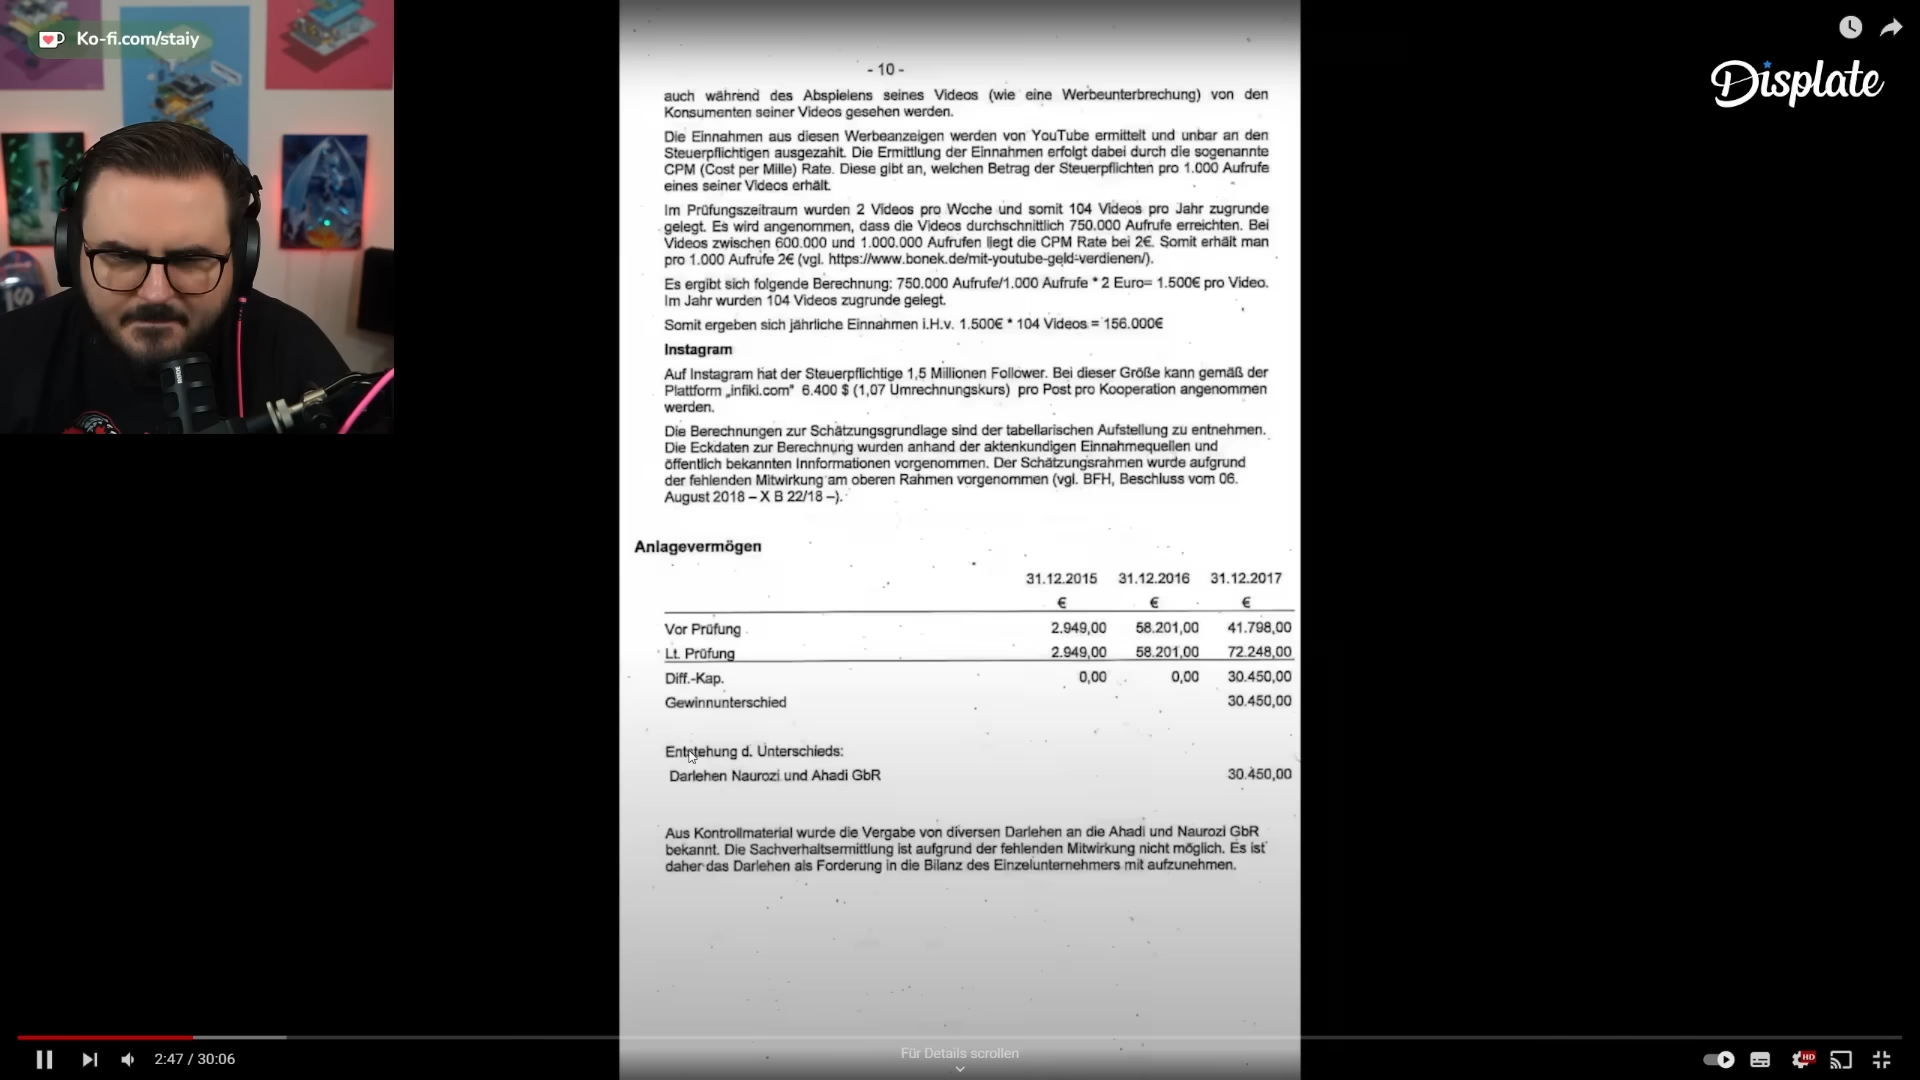 Ko-fi.com/staiy
Displate
- 10 -
auch während des Abspielens seines Videos (wie eine Werbeunterbrechung) von den
Konsumenten seiner Videos gesehen werden.
Die Einnahmen aus diesen Werbeanzeigen werden von YouTube ermittelt und unbar an den
Steuerpflichtigen ausgezahlt. Die Ermittlung der Einnahmen erfolgt dabei durch die sogenannte
CPM (Cost per Mille) Rate. Diese gibt an, welchen Betrag der Steuerpflichten pro 1.000 Aufrufe
eines seiner Videos erhält.
Im Prüfungszeitraum wurden 2 Videos pro Woche und somit 104 Videos pro Jahr zugrunde
gelegt. Es wird angenommen, dass die Videos durchschnittlich 750.000 Aufrufe erreichten. Bei
Videos zwischen 600.000 und 1.000.000 Aufrufen liegt die CPM Rate bei 2€. Somit erhält man
pro 1.000 Aufrufe 2€ (vgl. https://www.bonek.de/mit-youtube-geld-verdienen/).
Es ergibt sich folgende Berechnung: 750.000 Aufrufe/1.000 Aufrufe * 2 Euro= 1.500€ pro Video.
Im Jahr wurden 104 Videos zugrunde gelegt.
Somit ergeben sich jährliche Einnahmen i.H.v. 1.500€ * 104 Videos = 156.000€
Instagram
Auf Instagram hat der Steuerpflichtige 1,5 Millionen Follower. Bei dieser Größe kann gemäß der
Plattform „infiki.com" 6.400 $ (1,07 Umrechnungskurs) pro Post pro Kooperation angenommen
werden.
Die Berechnungen zur Schätzungsgrundlage sind der tabellarischen Aufstellung zu entnehmen.
Die Eckdaten zur Berechnung wurden anhand der aktenkundigen Einnahmequellen und
öffentlich bekannten Innformationen vorgenommen. Der Schätzungsrahmen wurde aufgrund
der fehlenden Mitwirkung am oberen Rahmen vorgenommen (vgl. BFH, Beschluss vom 06.
August 2018 – X B 22/18 –).
Anlagevermögen
31.12.2015 31.12.2016 31.12.2017
€ € €
Vor Prüfung 2.949,00 58.201,00 41.798,00
Lt. Prüfung 2.949,00 58.201,00 72.248,00
Diff.-Kap. 0,00 0,00 30.450,00
Gewinnunterschied 30.450,00
Entstehung d. Unterschieds:
Darlehen Naurozi und Ahadi GbR 30.450,00
Aus Kontrollmaterial wurde die Vergabe von diversen Darlehen an die Ahadi und Naurozi GbR
bekannt. Die Sachverhaltsermittlung ist aufgrund der fehlenden Mitwirkung nicht möglich. Es ist
daher das Darlehen als Forderung in die Bilanz des Einzelunternehmers mit aufzunehmen.
Für Details scrollen
2:47 / 30:06
HD